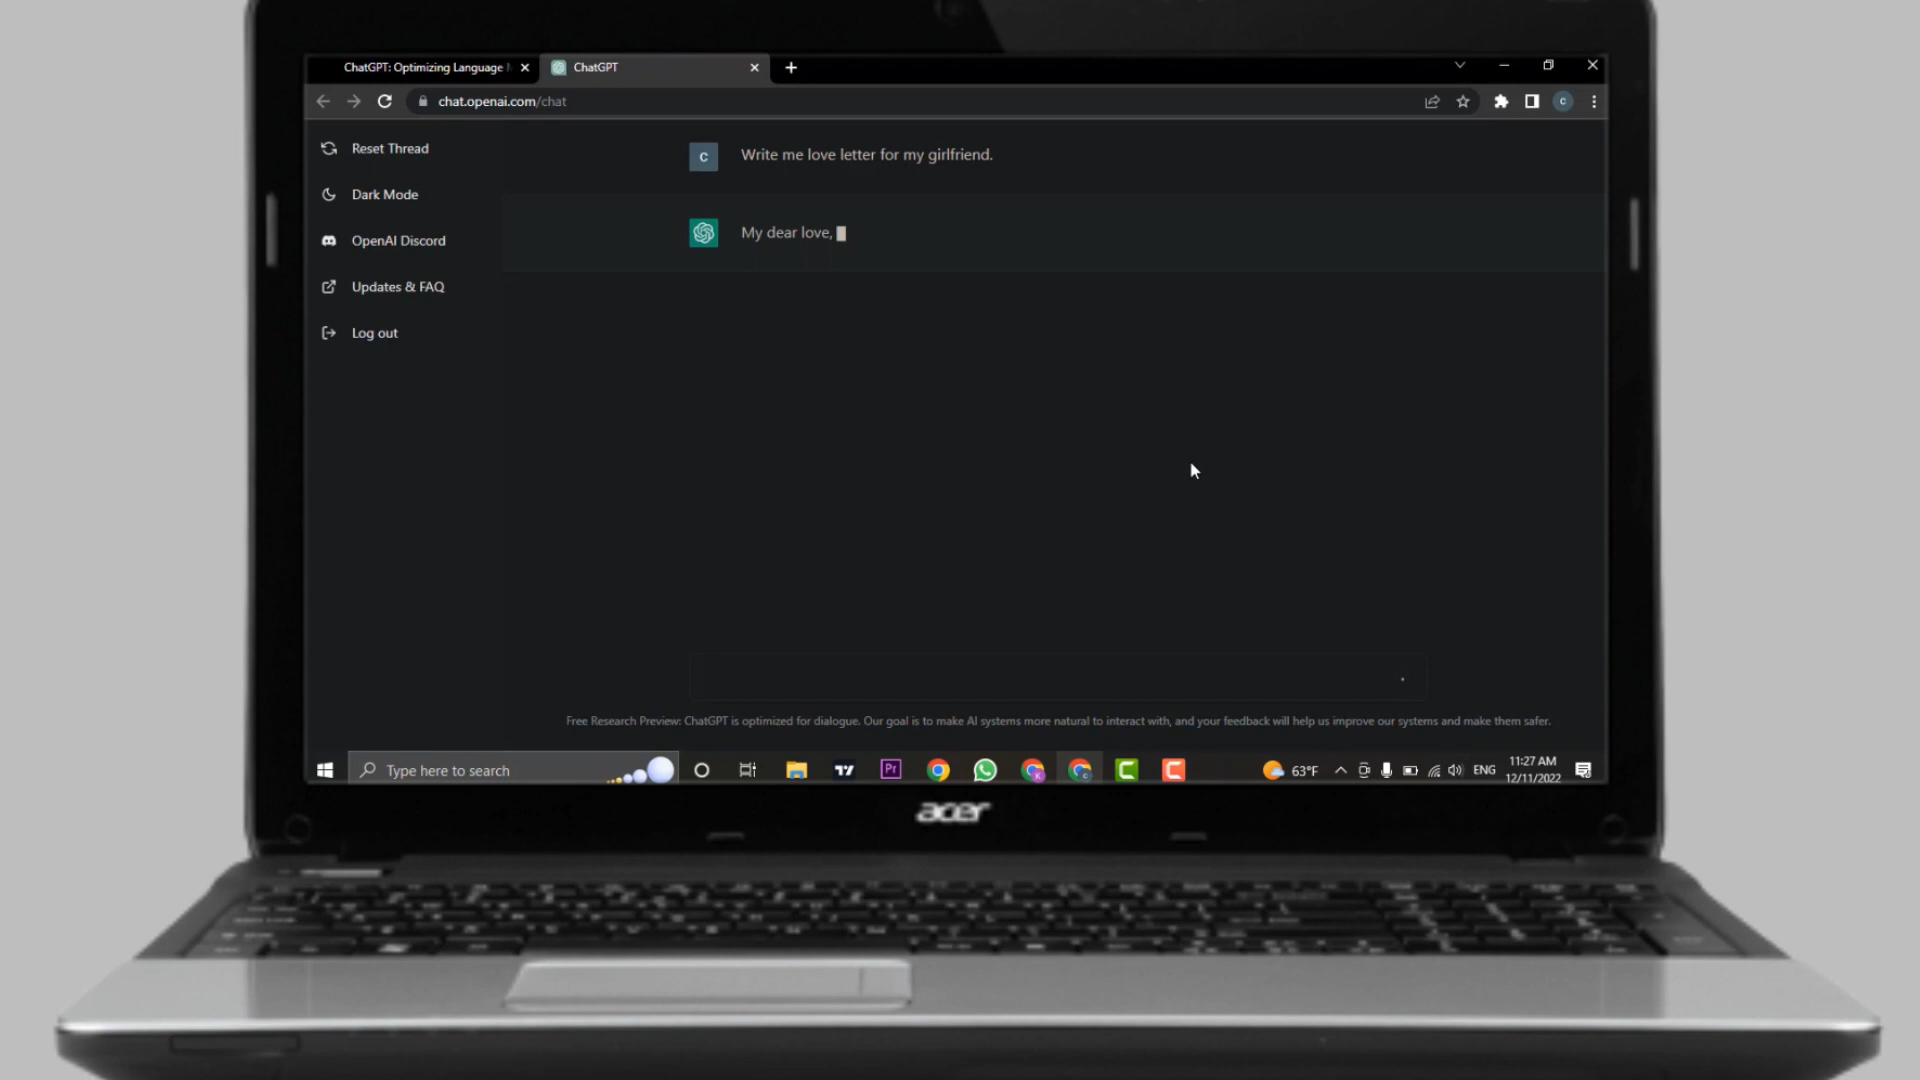 ChatGPT: Optimizing Language
ChatGPT
chat.openai.com/chat
C
Reset Thread
Dark Mode
OpenAI Discord
Updates & FAQ
Log out
C
Write me love letter for my girlfriend.
My dear love,
Free Research Preview: ChatGPT is optimized for dialogue. Our goal is to make AI systems more natural to interact with, and your feedback will help us improve our systems and make them safer.
Type here to search
Pr
K
C
C
C
63°F
ENG
11:27 AM
12/11/2022
acer